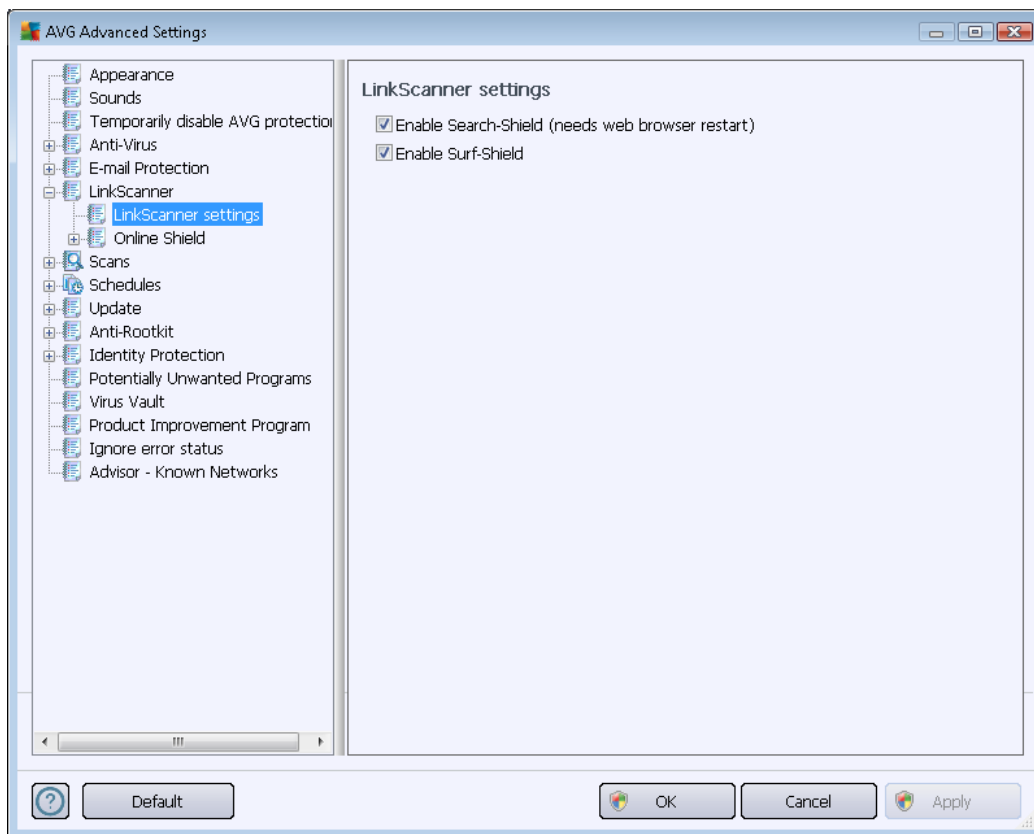 AVG Advanced Settings
Appearance
Sounds
Temporarily disable AVG protection
Anti-Virus
E-mail Protection
LinkScanner
LinkScanner settings
Online Shield
Scans
Schedules
Update
Anti-Rootkit
Identity Protection
Potentially Unwanted Programs
Virus Vault
Product Improvement Program
Ignore error status
Advisor - Known Networks
LinkScanner settings
Enable Search-Shield (needs web browser restart)
Enable Surf-Shield
?
Default
OK
Cancel
Apply